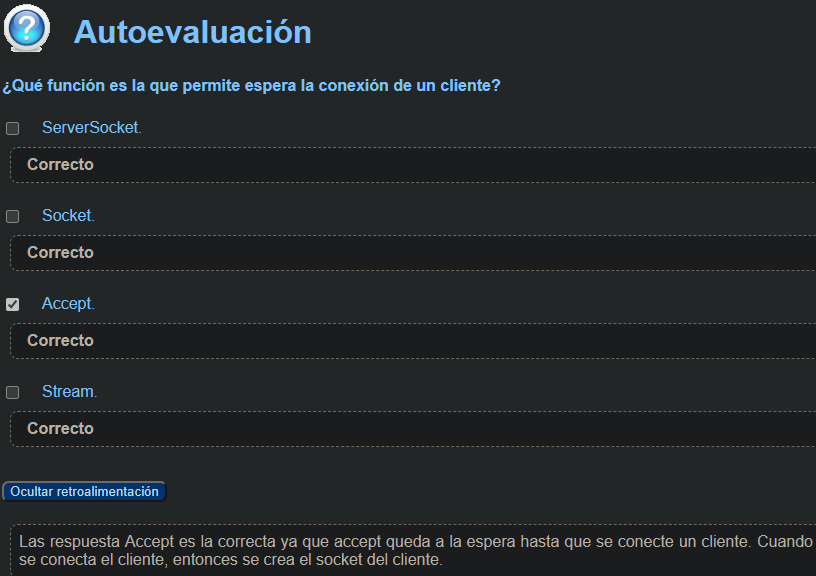 Autoevaluación
¿Qué función es la que permite espera la conexión de un cliente?
ServerSocket.
Correcto
Socket.
Correcto
Accept.
Correcto
Stream.
Correcto
Ocultar retroalimentación
Las respuesta Accept es la correcta ya que accept queda a la espera hasta que se conecte un cliente. Cuando
se conecta el cliente, entonces se crea el socket del cliente.